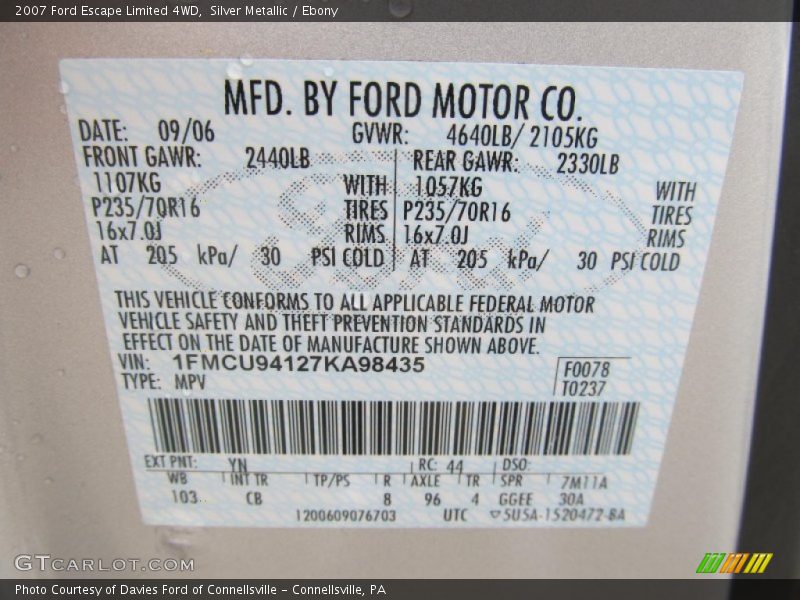 2007 Ford Escape Limited 4WD, Silver Metallic / Ebony
MFD. BY FORD MOTOR CO.
DATE: 09/06 GVWR: 4640LB/ 2105KG
FRONT GAWR: 2440LB REAR GAWR: 2330LB
1107KG WITH 1057KG WITH
P235/70R16 TIRES P235/70R16 TIRES
16x7.0J RIMS 16x7.0J RIMS
AT 205 kPa/ 30 PSI COLD AT 205 kPa/ 30 PSI COLD
THIS VEHICLE CONFORMS TO ALL APPLICABLE FEDERAL MOTOR
VEHICLE SAFETY AND THEFT PREVENTION STANDARDS IN
EFFECT ON THE DATE OF MANUFACTURE SHOWN ABOVE.
VIN: 1FMCU94127KA98435 F0078
TYPE: MPV T0237
EXT PNT: YN RC: 44 DSO:
WB INT TR TP/PS R AXLE TR SPR 7M11A
103 CB 8 96 4 GGEE 30A
1200609076703 UTC ▽5U5A-1520472-BA
GTCARLOT.COM
Photo Courtesy of Davies Ford of Connellsville - Connellsville, PA